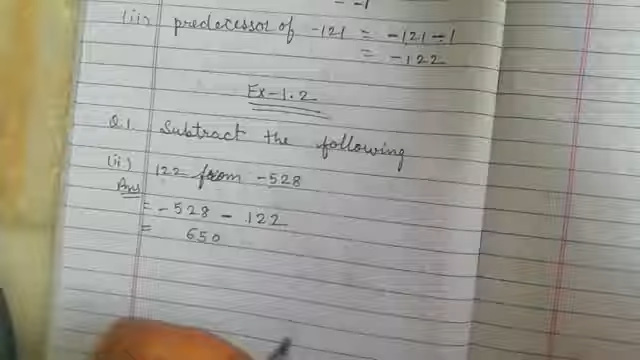 = -1
(iii) predecessor of -121 = -121-1
= -122
Ex-1.2
Q1. Subtract the following
(ii) 122 from -528
Ans
= -528 - 122
= 650